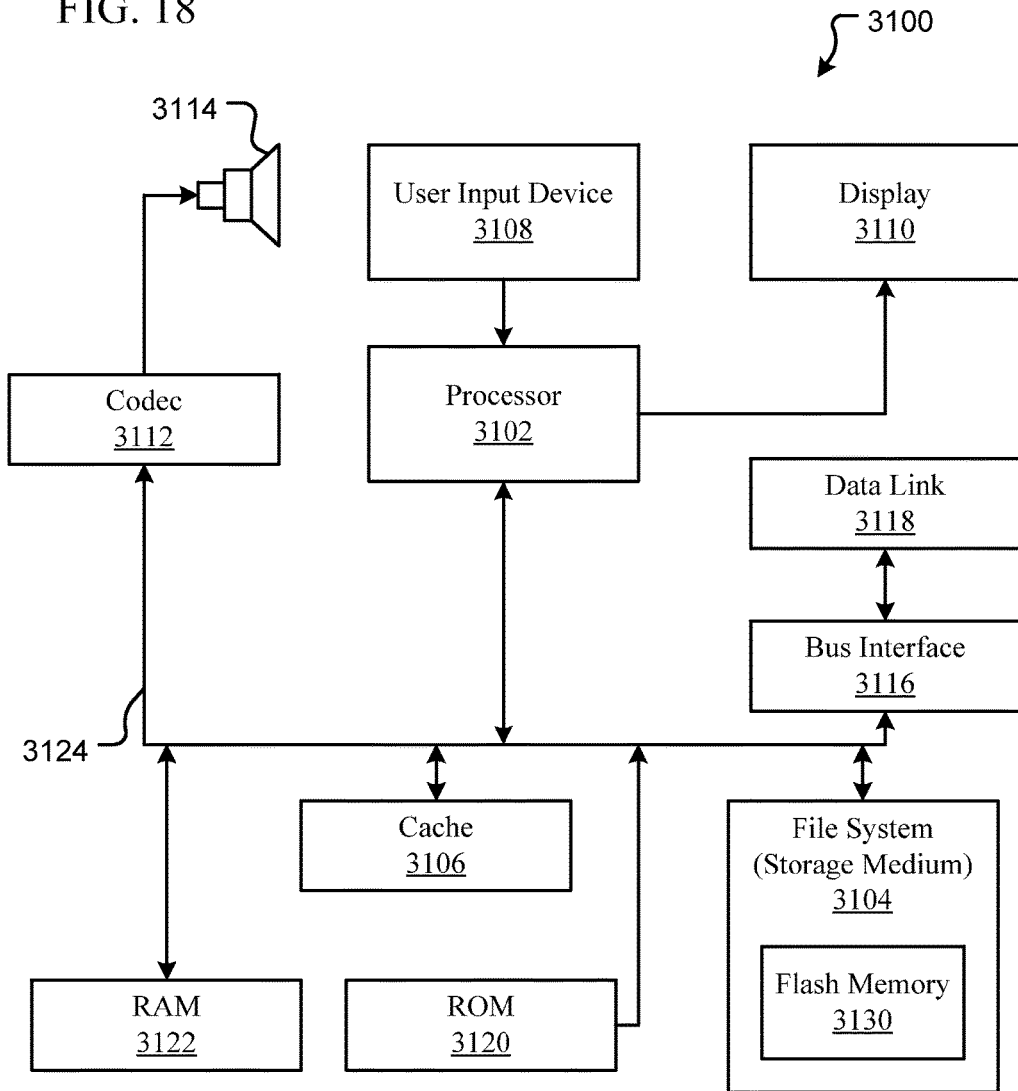 FIG. 18
3100
3114
User Input Device
3108
Display
3110
Codec
3112
Processor
3102
Data Link
3118
Bus Interface
3116
3124
Cache
3106
File System
(Storage Medium)
3104
Flash Memory
3130
RAM
3122
ROM
3120